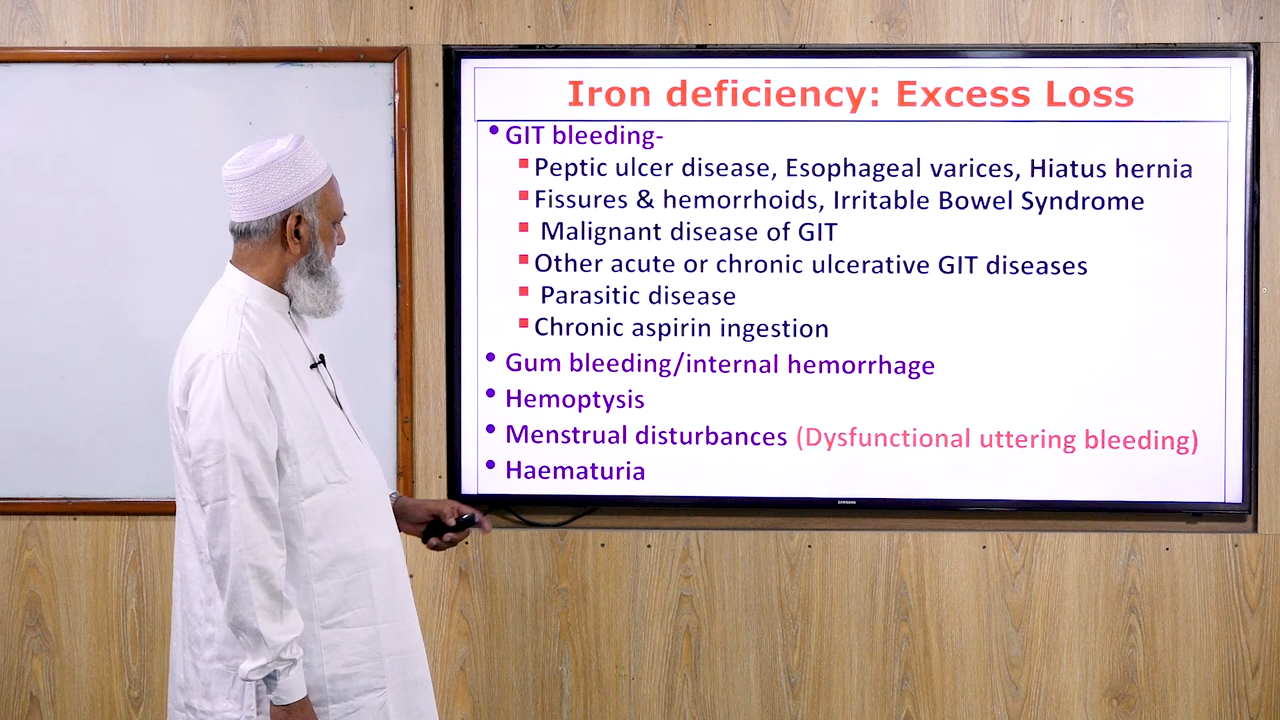 Iron deficiency: Excess Loss
GIT bleeding-
Peptic ulcer disease, Esophageal varices, Hiatus hernia
Fissures & hemorrhoids, Irritable Bowel Syndrome
Malignant disease of GIT
Other acute or chronic ulcerative GIT diseases
Parasitic disease
Chronic aspirin ingestion
Gum bleeding/internal hemorrhage
Hemoptysis
Menstrual disturbances (Dysfunctional uttering bleeding)
Haematuria
SAMSUNG